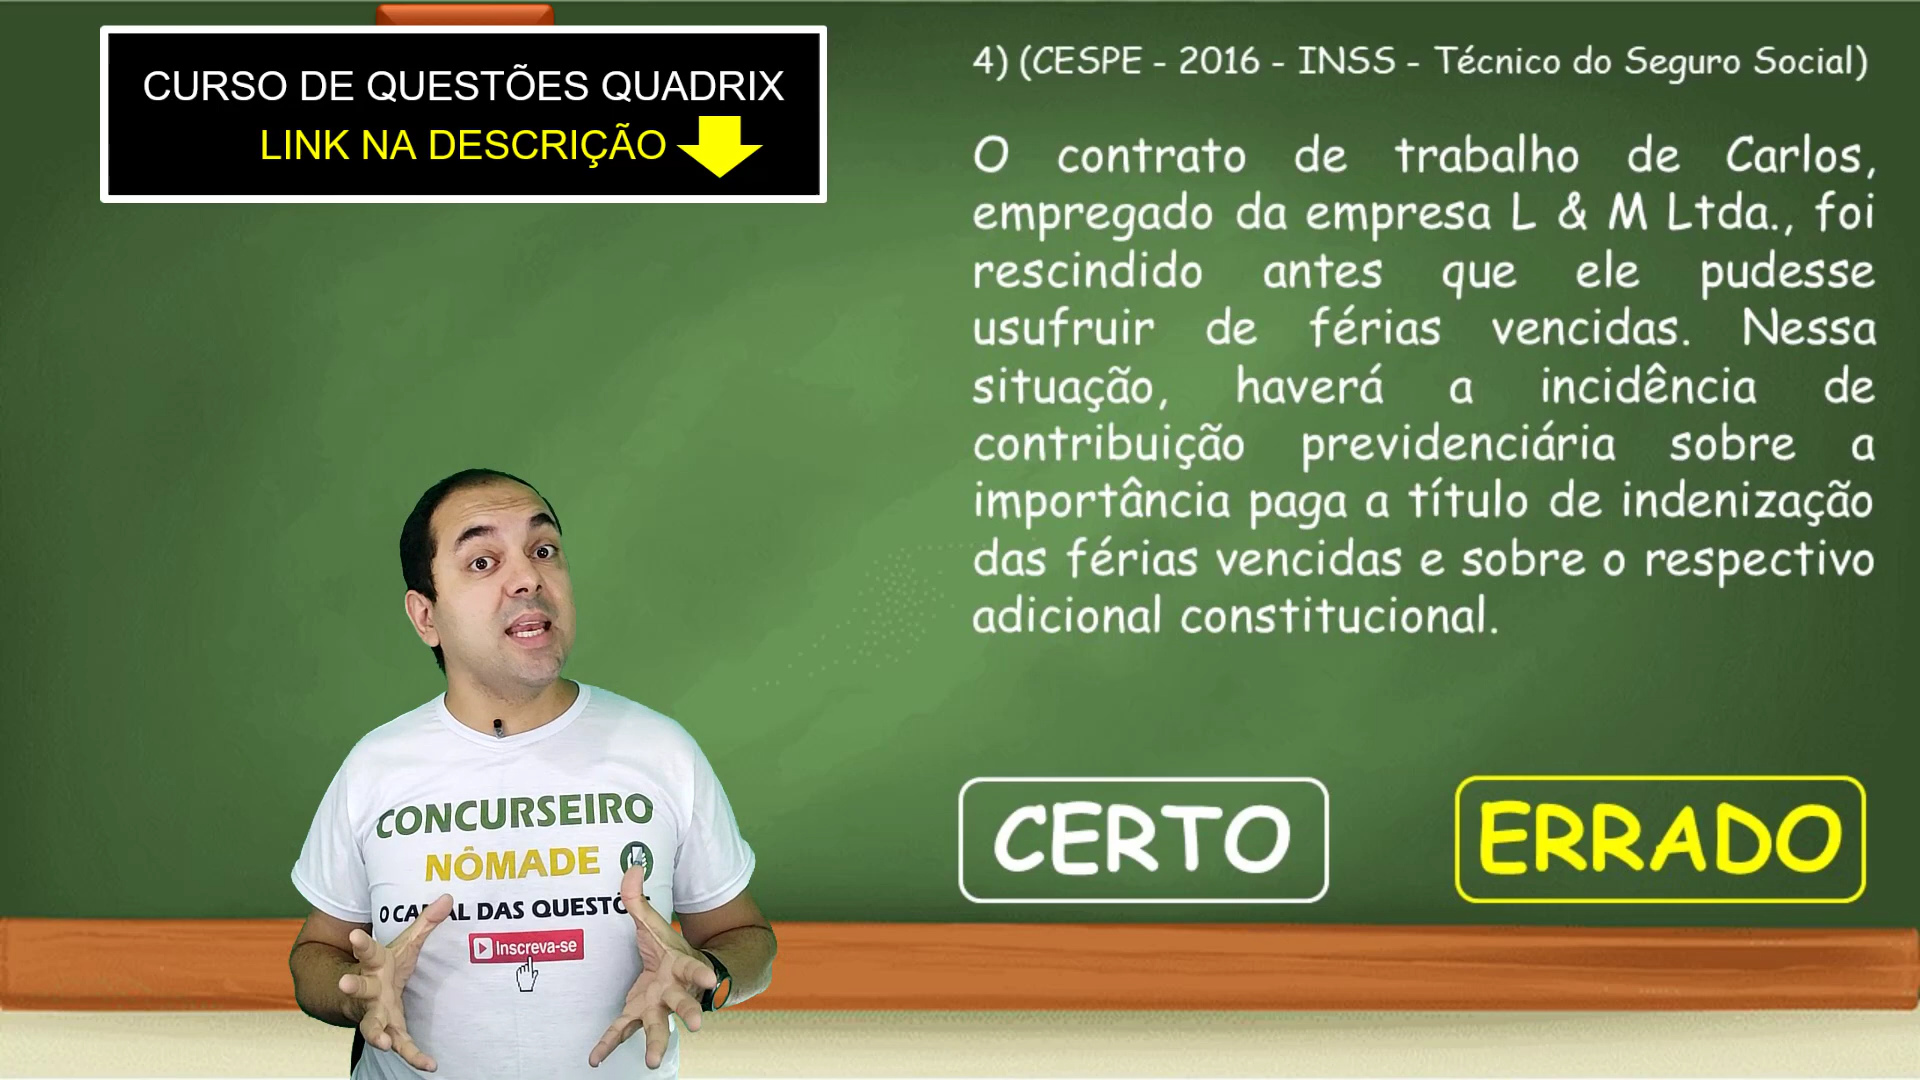 CURSO DE QUESTÕES QUADRIX
LINK NA DESCRIÇÃO
4) (CESPE - 2016 - INSS - Técnico do Seguro Social)
O contrato de trabalho de Carlos,
empregado da empresa L & M Ltda., foi
rescindido antes que ele pudesse
usufruir de férias vencidas. Nessa
situação, haverá a incidência de
contribuição previdenciária sobre a
importância paga a título de indenização
das férias vencidas e sobre o respectivo
adicional constitucional.
CERTO
ERRADO
CONCURSEIRO
NÔMADE
O CANAL DAS QUESTÕES
Inscreva-se